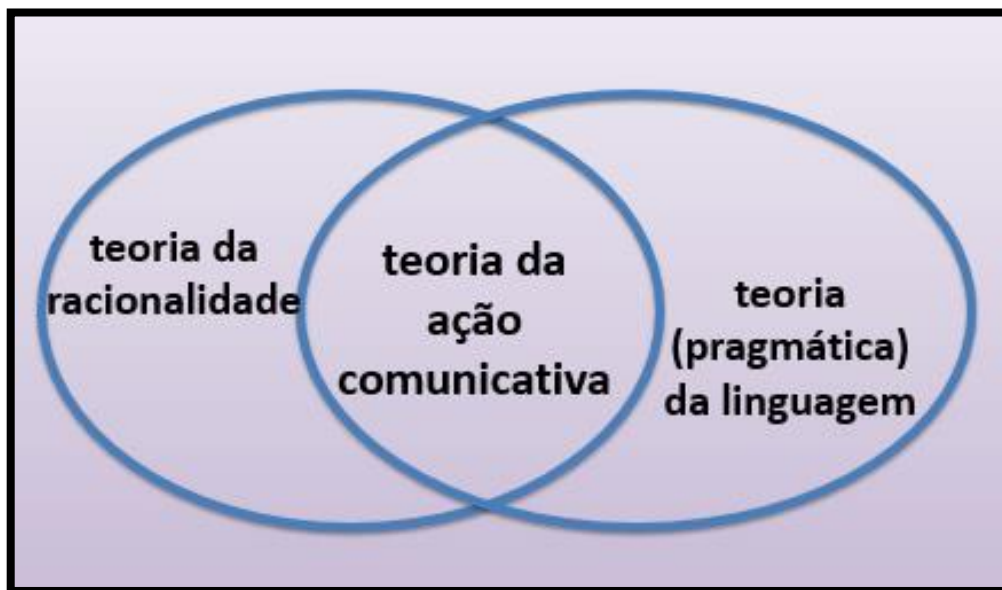 teoria da
racionalidade
teoria da
ação
comunicativa
teoria
(pragmática)
da linguagem